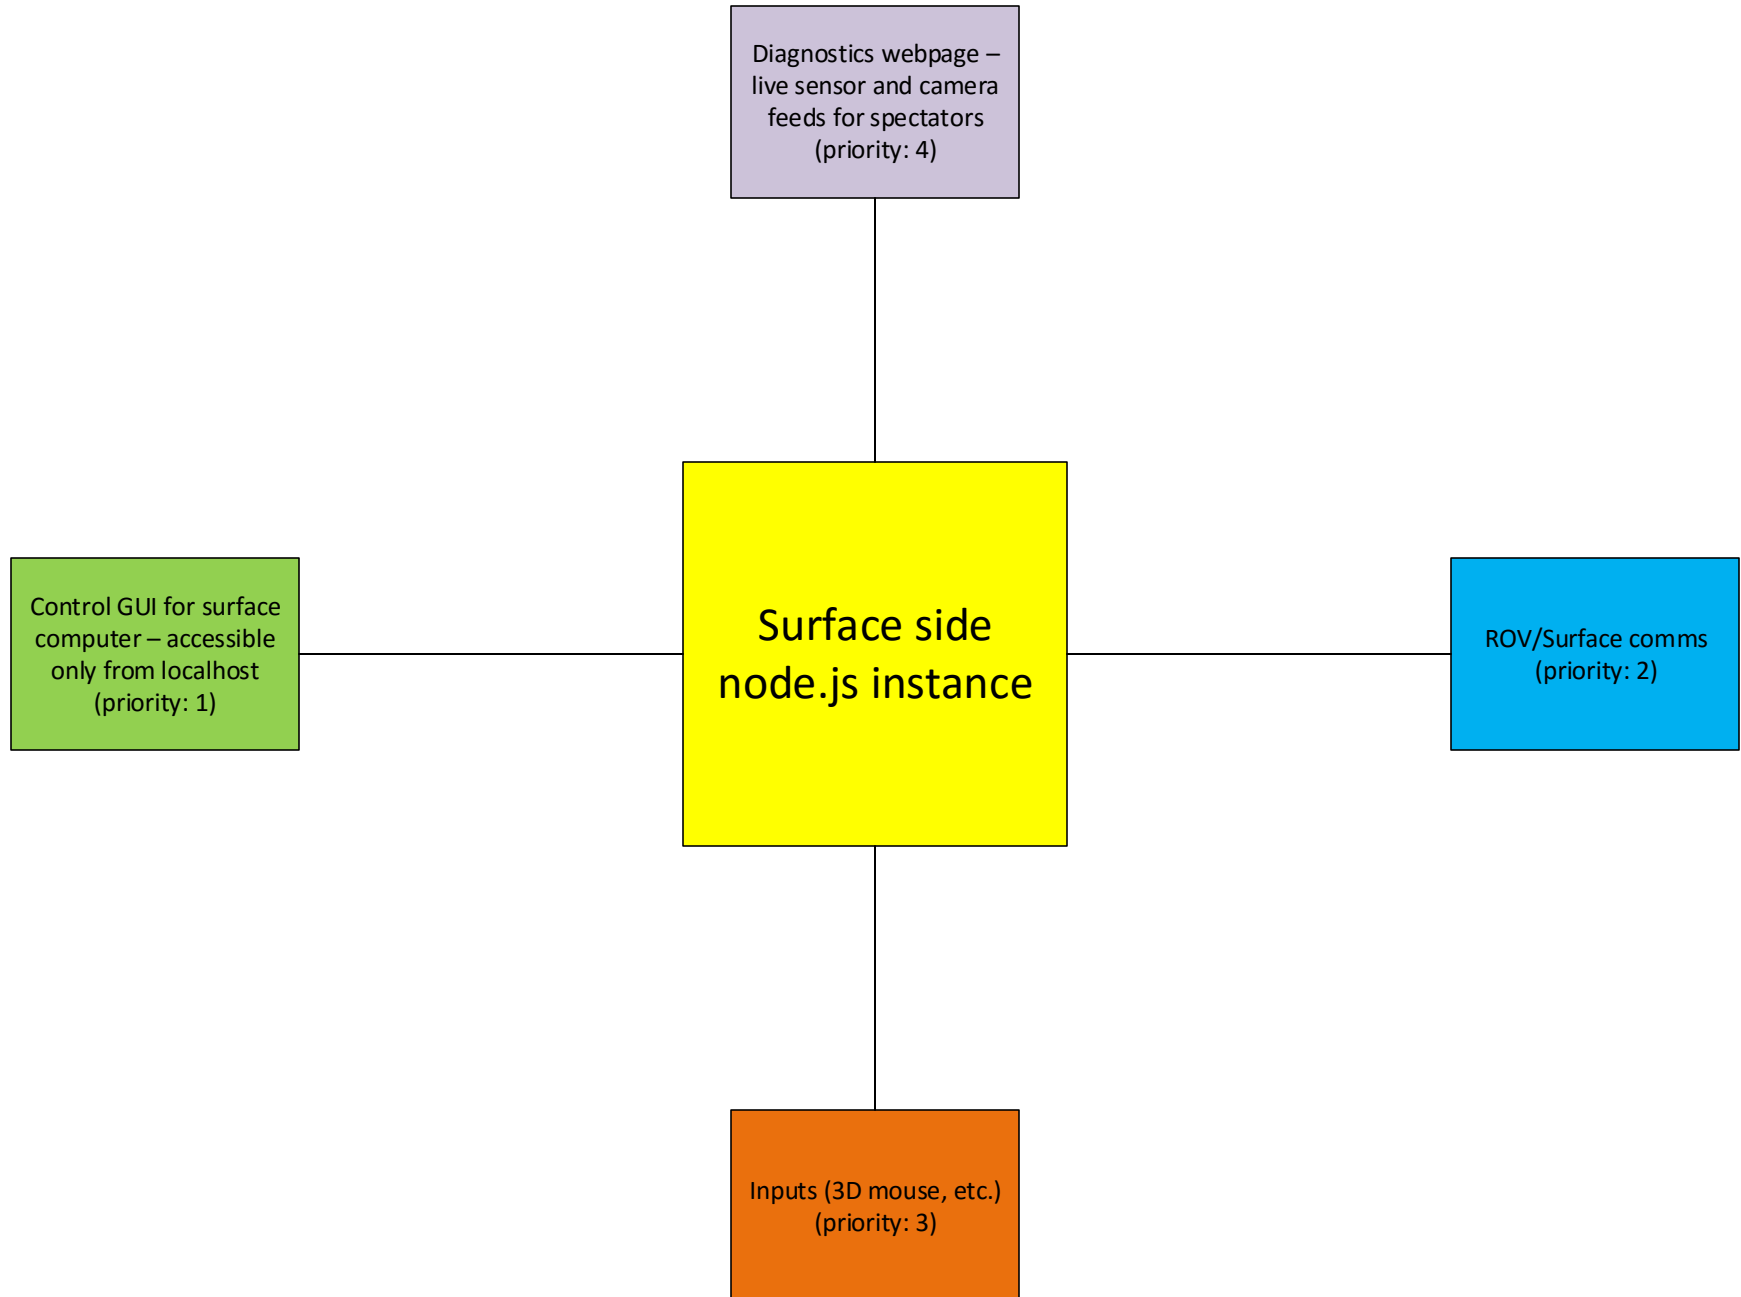 Diagnostics webpage –
live sensor and camera
feeds for spectators
(priority: 4)
Control GUI for surface
computer – accessible
only from localhost
(priority: 1)
Surface side
node.js instance
ROV/Surface comms
(priority: 2)
Inputs (3D mouse, etc.)
(priority: 3)